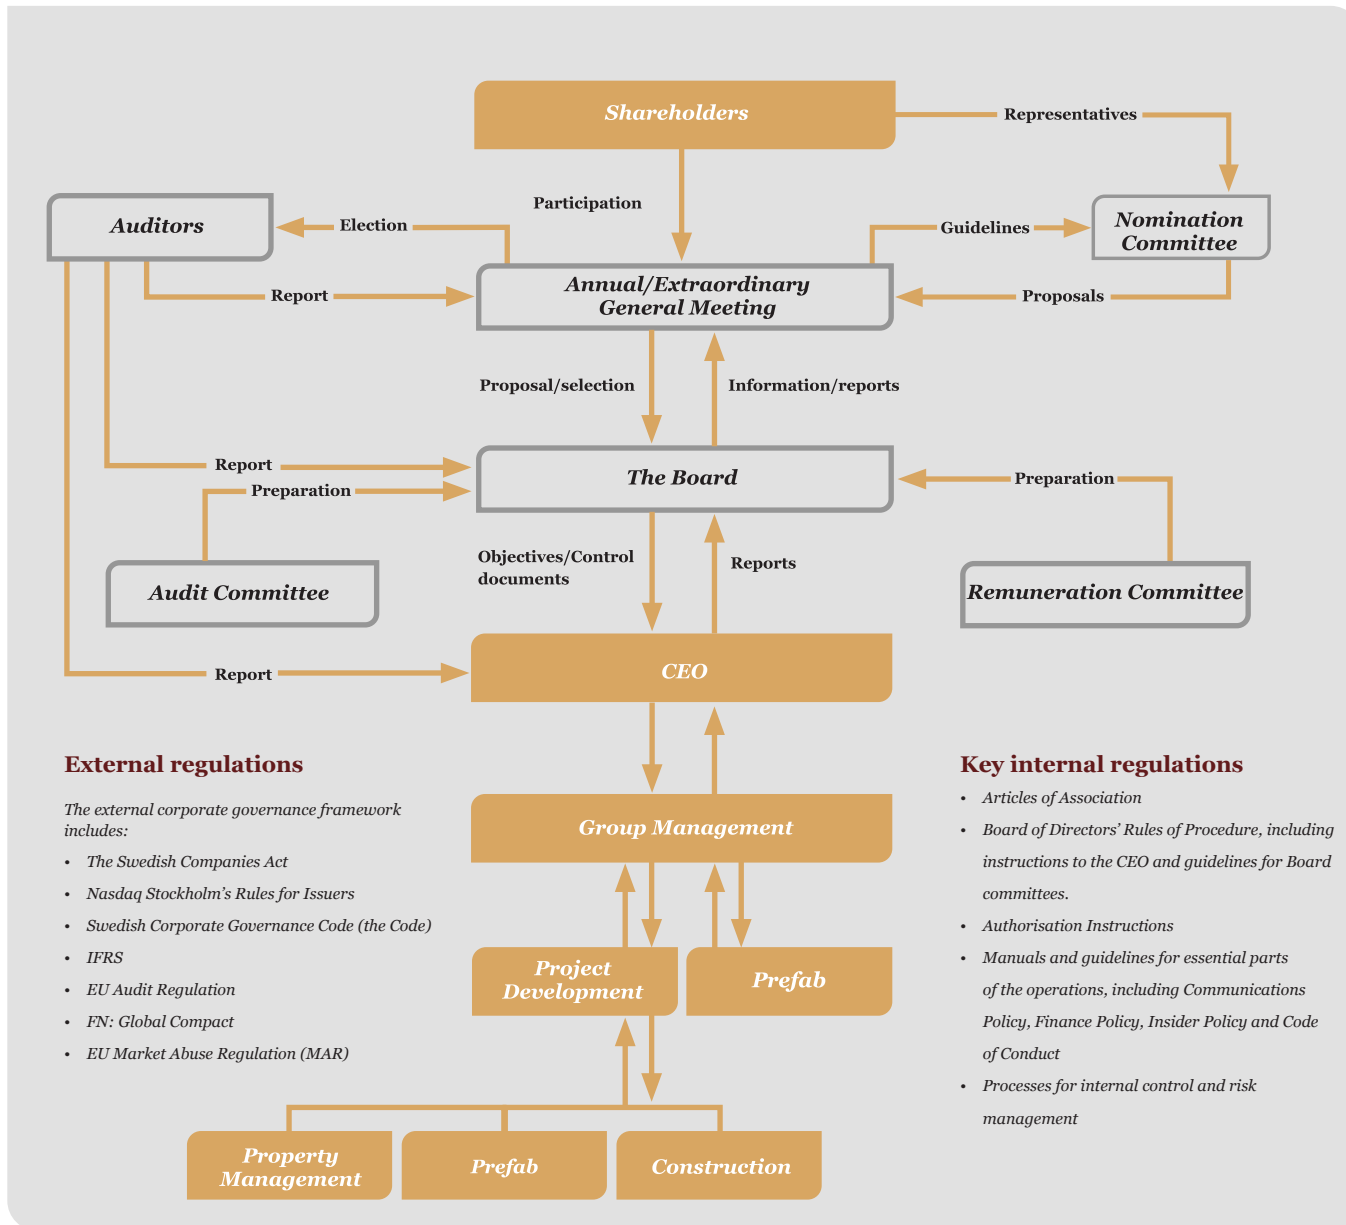 Shareholders
Representatives
Participation
Auditors
Election
Guidelines
Nomination
Committee
Annual/Extraordinary
General Meeting
Report
Proposals
Proposal/selection
Information/reports
Report
The Board
Preparation
Preparation
Objectives/Control
documents
Reports
Audit Committee
Remuneration Committee
CEO
Report
External regulations
The external corporate governance framework
includes:
• The Swedish Companies Act
• Nasdaq Stockholm’s Rules for Issuers
• Swedish Corporate Governance Code (the Code)
• IFRS
• EU Audit Regulation
• FN: Global Compact
• EU Market Abuse Regulation (MAR)
Key internal regulations
• Articles of Association
• Board of Directors’ Rules of Procedure, including
instructions to the CEO and guidelines for Board
committees.
• Authorisation Instructions
• Manuals and guidelines for essential parts
of the operations, including Communications
Policy, Finance Policy, Insider Policy and Code
of Conduct
• Processes for internal control and risk
management
Group Management
Project
Development
Prefab
Property
Management
Prefab
Construction